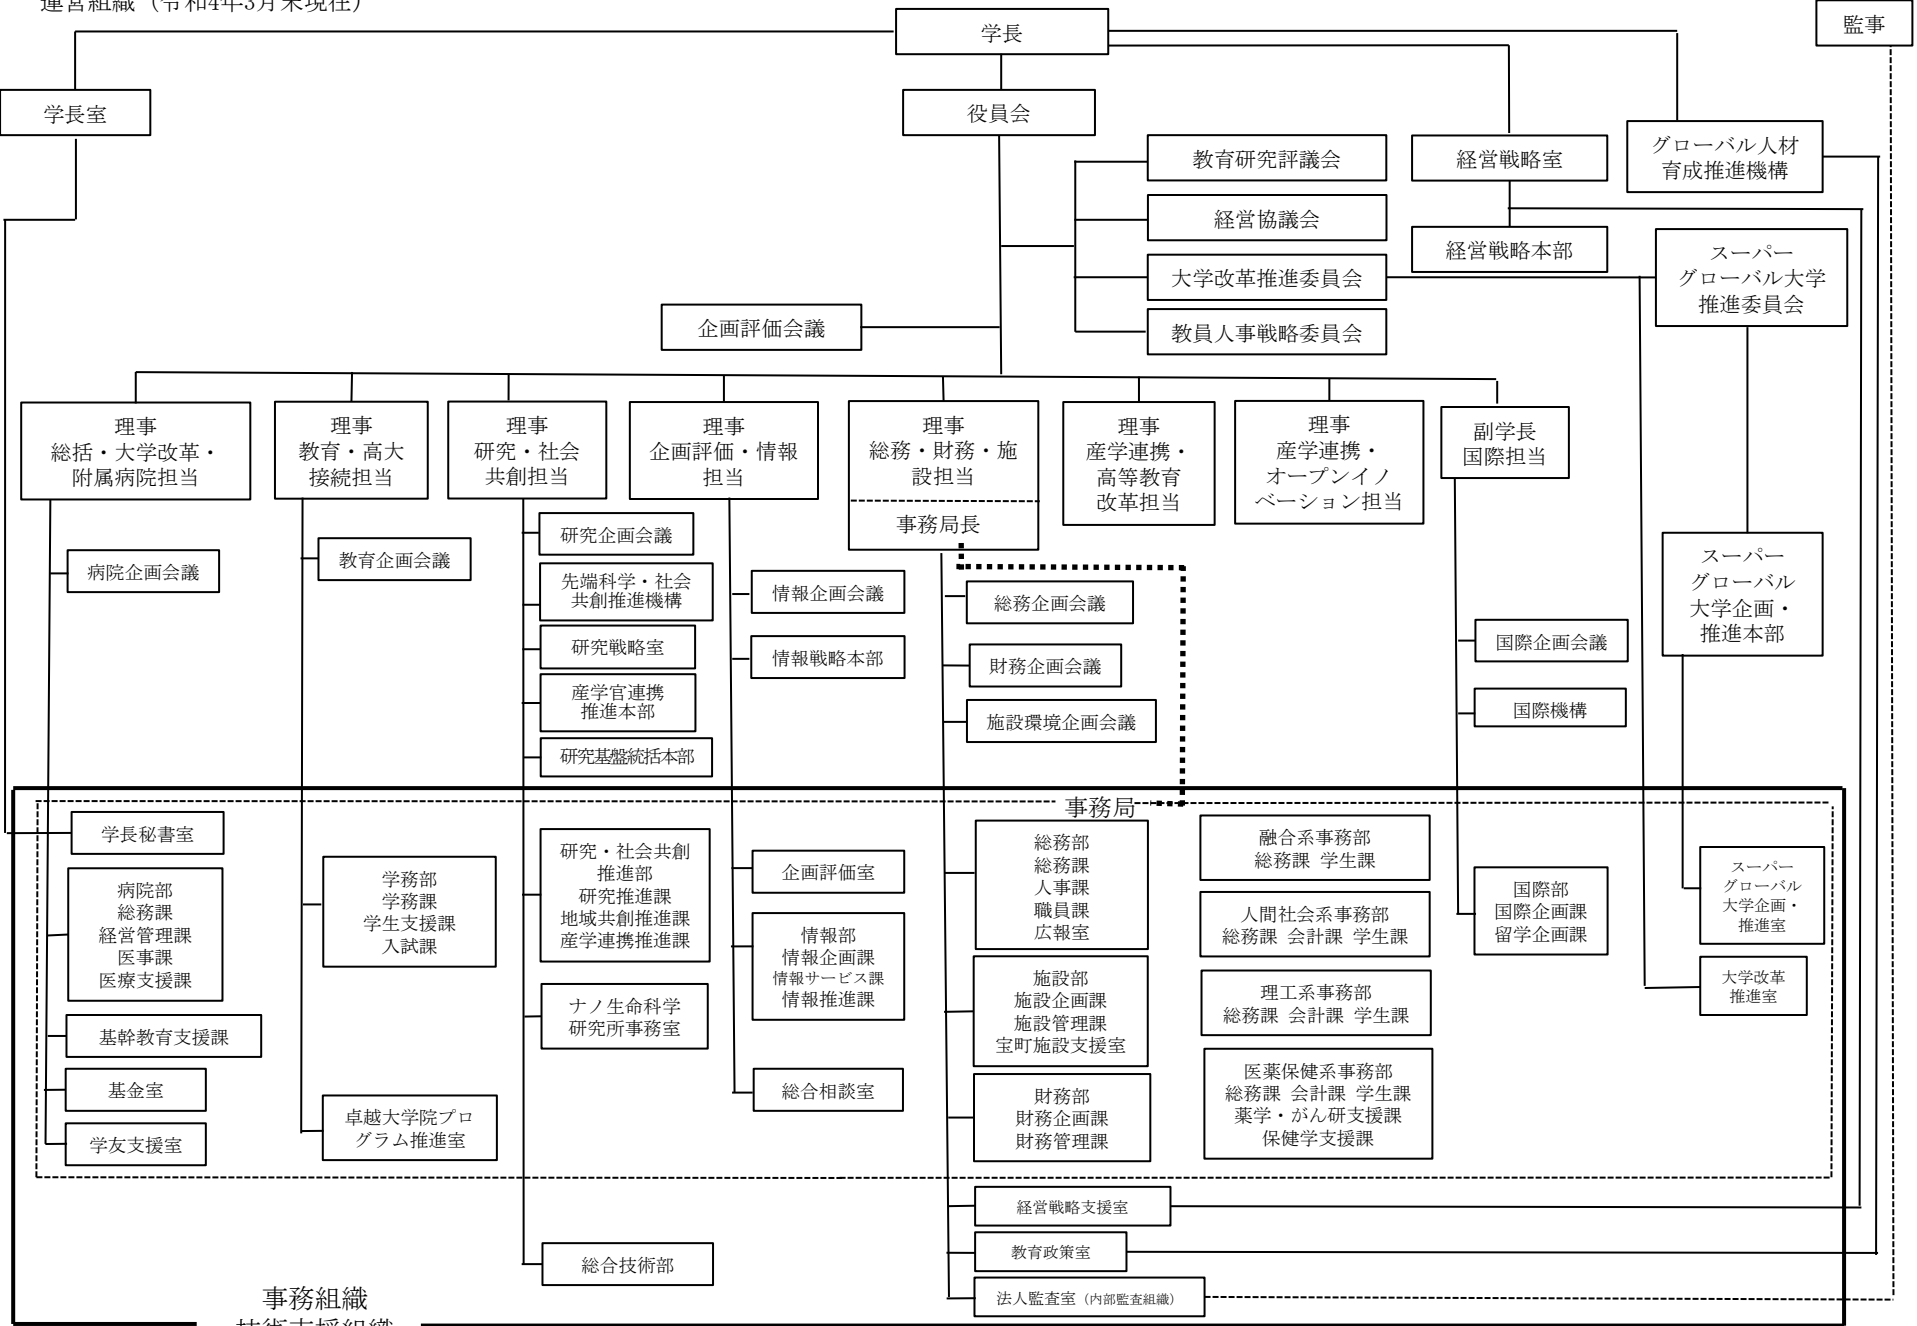 運営組織（令和4年3月末現在）
学長
監事
学長室
役員会
教育研究評議会
経営戦略室
グローバル人材
育成推進機構
経営協議会
経営戦略本部
大学改革推進委員会
スーパー
グローバル大学
推進委員会
企画評価会議
教員人事戦略委員会
理事
総括・大学改革・
附属病院担当
理事
教育・高大
接続担当
理事
研究・社会
共創担当
理事
企画評価・情報
担当
理事
総務・財務・施
設担当
事務局長
理事
産学連携・
高等教育
改革担当
理事
産学連携・
オープンイノ
ベーション担当
副学長
国際担当
病院企画会議
教育企画会議
研究企画会議
先端科学・社会
共創推進機構
研究戦略室
産学官連携
推進本部
研究基盤統括本部
情報企画会議
情報戦略本部
総務企画会議
財務企画会議
施設環境企画会議
国際企画会議
国際機構
スーパー
グローバル
大学企画・
推進本部
事務局
学長秘書室
病院部
総務課
経営管理課
医事課
医療支援課
基幹教育支援課
基金室
学友支援室
学務部
学務課
学生支援課
入試課
卓越大学院プロ
グラム推進室
研究・社会共創
推進部
研究推進課
地域共創推進課
産学連携推進課
ナノ生命科学
研究所事務室
企画評価室
情報部
情報企画課
情報サービス課
情報推進課
総合相談室
総務部
総務課
人事課
職員課
広報室
施設部
施設企画課
施設管理課
宝町施設支援室
財務部
財務企画課
財務管理課
融合系事務部
総務課 学生課
人間社会系事務部
総務課 会計課 学生課
理工系事務部
総務課 会計課 学生課
医薬保健系事務部
総務課 会計課 学生課
薬学・がん研支援課
保健学支援課
国際部
国際企画課
留学企画課
スーパー
グローバル
大学企画・
推進室
大学改革
推進室
経営戦略支援室
教育政策室
法人監査室（内部監査組織）
総合技術部
事務組織
技術支援組織